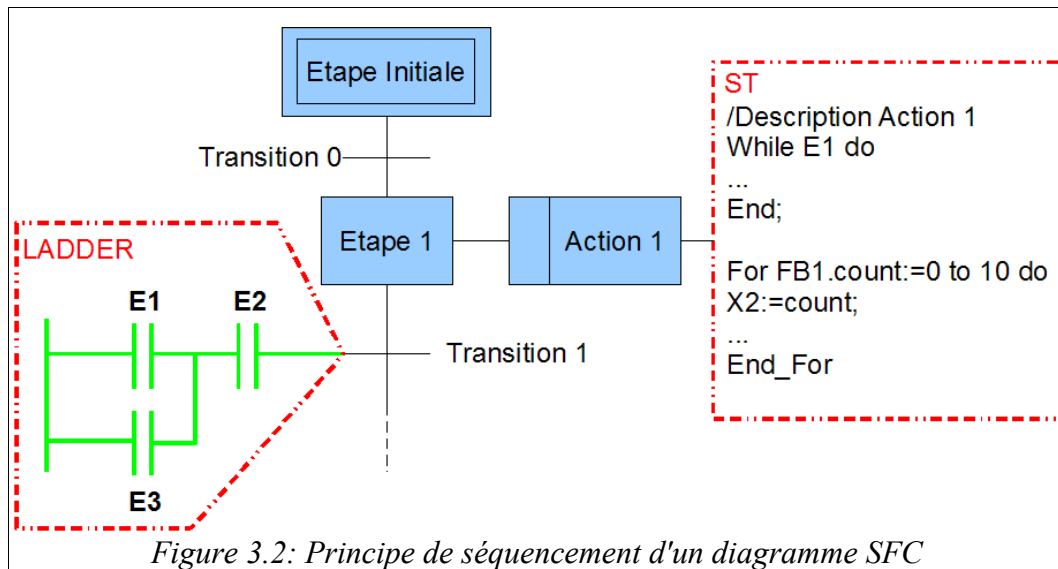 Etape Initiale
Transition 0
Etape 1
Action 1
ST
/Description Action 1
While E1 do
...
End;
For FB1.count:=0 to 10 do
X2:=count;
...
End_For
LADDER
E1
E2
E3
Transition 1
Figure 3.2: Principe de séquencement d'un diagramme SFC